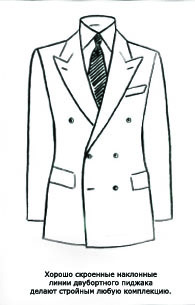 Хорошо скроенные наклонные
линии двубортного пиджака
делают стройным любую комплекцию.